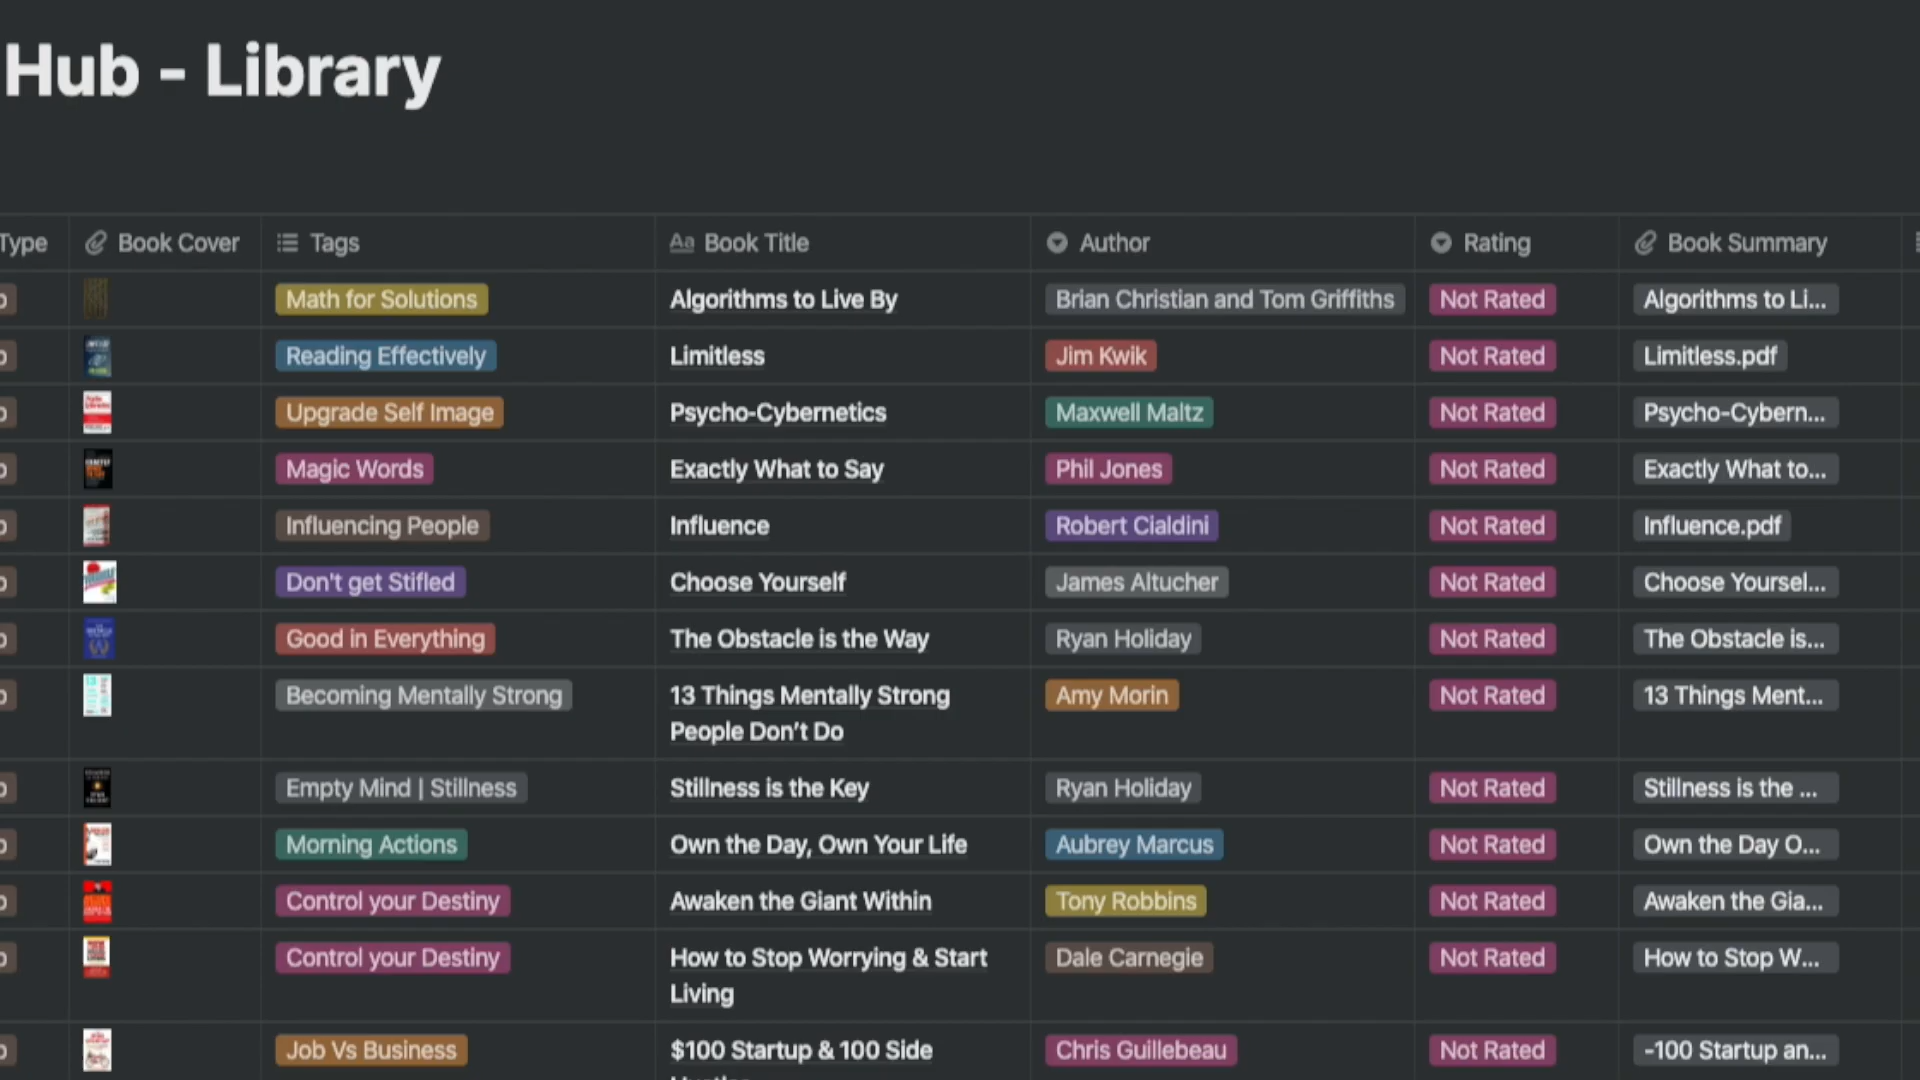 Hub - Library
Type Book Cover Tags Aa Book Title Author Rating Book Summary
Math for Solutions Algorithms to Live By Brian Christian and Tom Griffiths Not Rated Algorithms to Li...
Reading Effectively Limitless Jim Kwik Not Rated Limitless.pdf
Upgrade Self Image Psycho-Cybernetics Maxwell Maltz Not Rated Psycho-Cybern...
Magic Words Exactly What to Say Phil Jones Not Rated Exactly What to...
Influencing People Influence Robert Cialdini Not Rated Influence.pdf
Don't get Stifled Choose Yourself James Altucher Not Rated Choose Yoursel...
Good in Everything The Obstacle is the Way Ryan Holiday Not Rated The Obstacle is...
Becoming Mentally Strong 13 Things Mentally Strong Amy Morin Not Rated 13 Things Ment...
People Don’t Do
Empty Mind | Stillness Stillness is the Key Ryan Holiday Not Rated Stillness is the ...
Morning Actions Own the Day, Own Your Life Aubrey Marcus Not Rated Own the Day O...
Control your Destiny Awaken the Giant Within Tony Robbins Not Rated Awaken the Gia...
Control your Destiny How to Stop Worrying & Start Dale Carnegie Not Rated How to Stop W...
Living
Job Vs Business $100 Startup & 100 Side Chris Guillebeau Not Rated -100 Startup an...